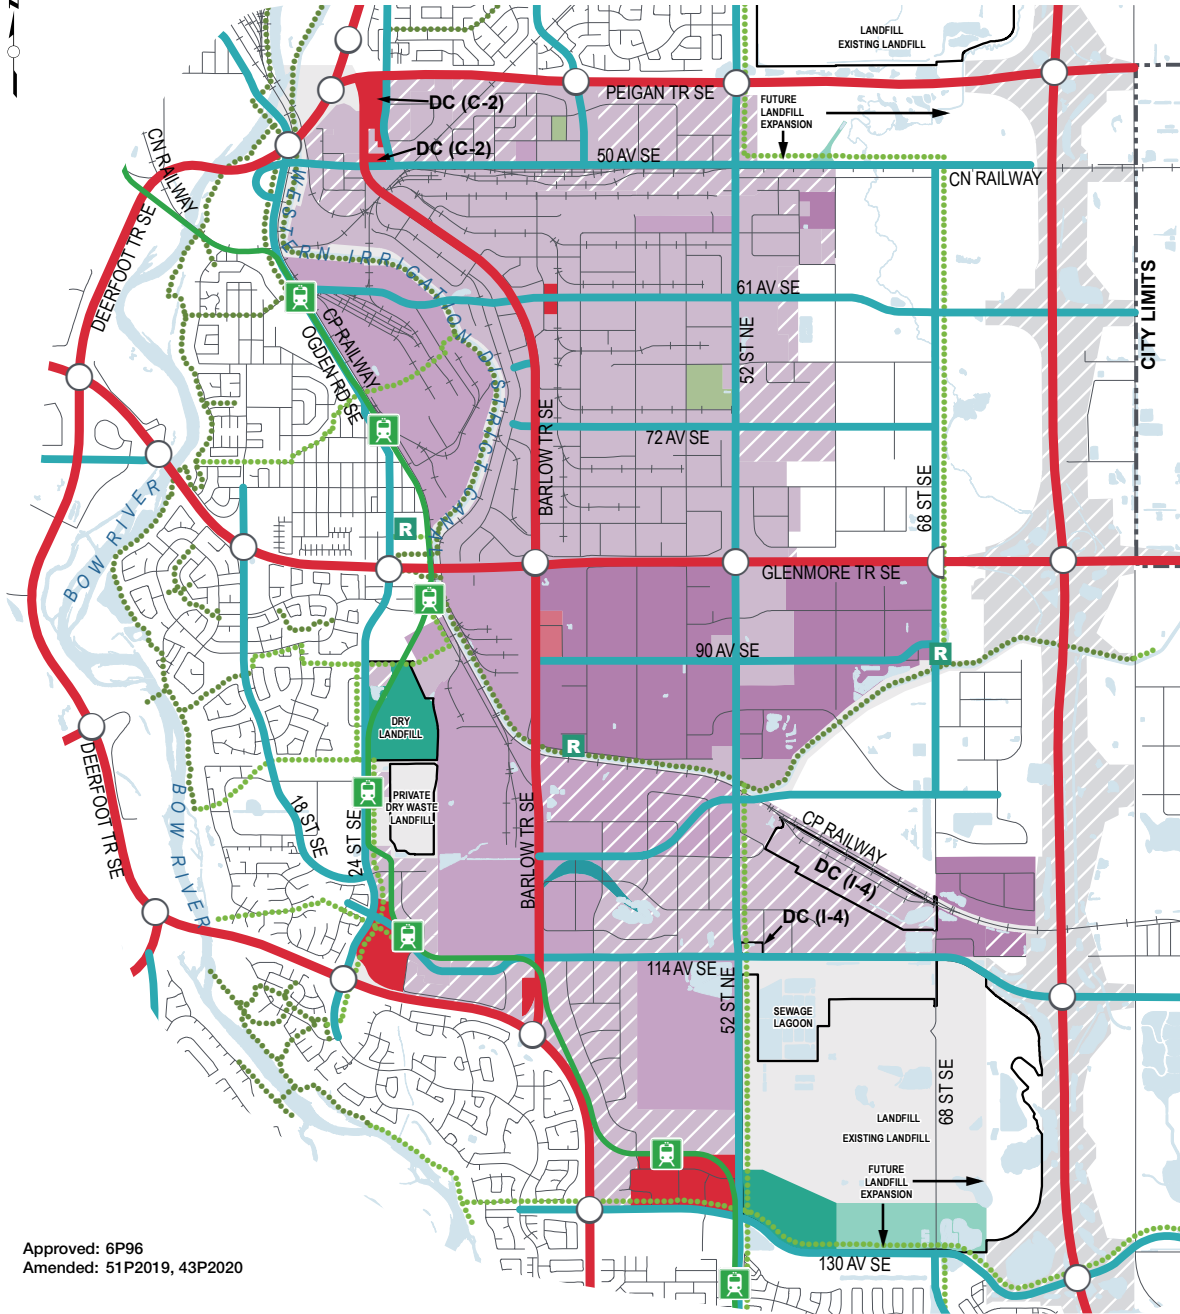 LANDFILL
EXISTING LANDFILL
DC (C-2)
PEIGAN TR SE
FUTURE
LANDFILL
EXPANSION
DC (C-2)
50 AV SE
CN RAILWAY
CN RAILWAY
DEERFOOT TR SE
WESTERN IRRIGATION DISTRICT CANAL
61 AV SE
CITY LIMITS
CP RAILWAY
OGDEN RD SE
52 ST NE
BARLOW TR SE
72 AV SE
68 ST SE
BOW RIVER
R
GLENMORE TR SE
90 AV SE
R
DRY
LANDFILL
R
DEERFOOT TR SE
BOW RIVER
18 ST SE
24 ST SE
PRIVATE
DRY WASTE
LANDFILL
BARLOW TR SE
CP RAILWAY
DC (I-4)
DC (I-4)
114 AV SE
52 ST NE
SEWAGE
LAGOON
68 ST SE
LANDFILL
EXISTING LANDFILL
FUTURE
LANDFILL
EXPANSION
130 AV SE
Approved: 6P96
Amended: 51P2019, 43P2020